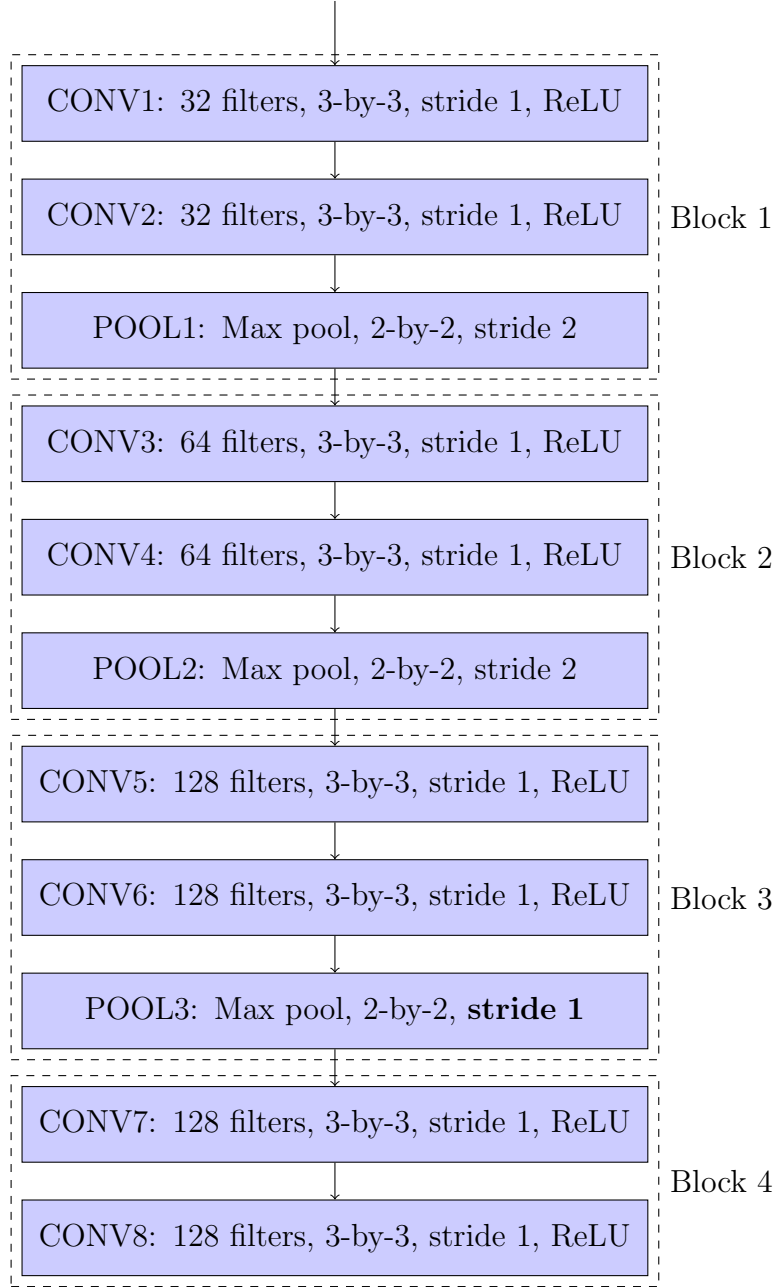 CONV1: 32 filters, 3-by-3, stride 1, ReLU
CONV2: 32 filters, 3-by-3, stride 1, ReLU
Block 1
POOL1: Max pool, 2-by-2, stride 2
CONV3: 64 filters, 3-by-3, stride 1, ReLU
CONV4: 64 filters, 3-by-3, stride 1, ReLU
Block 2
POOL2: Max pool, 2-by-2, stride 2
CONV5: 128 filters, 3-by-3, stride 1, ReLU
CONV6: 128 filters, 3-by-3, stride 1, ReLU
Block 3
POOL3: Max pool, 2-by-2, stride 1
CONV7: 128 filters, 3-by-3, stride 1, ReLU
Block 4
CONV8: 128 filters, 3-by-3, stride 1, ReLU